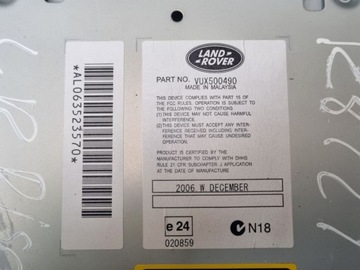 *AL063523570*
LAND
ROVER
PART NO. VUX500490
MADE IN MALAYSIA
THIS DEVICE COMPLIES WITH PART 15 OF
THE FCC RULES. OPERATION IS SUBJECT TO
THE FOLLOWING TWO CONDITIONS
(1) THIS DEVICE MAY NOT CAUSE HARMFUL
INTERFERENCE.
(2) THIS DEVICE MUST ACCEPT ANY INTER-
FERENCE RECEIVED INCLUDING INTER-
FERENCE THAT MAY CAUSE UNDESIRED
OPERATION.
PRODUCT IS CERTIFIED BY THE
MANUFACTURER TO COMPLY WITH DHHS
RULE 21 CFR SUBCHAPTER J APPLICABLE AT
THE DATE OF MANUFACTURE
2006 W DECEMBER
e 24
020859
N18